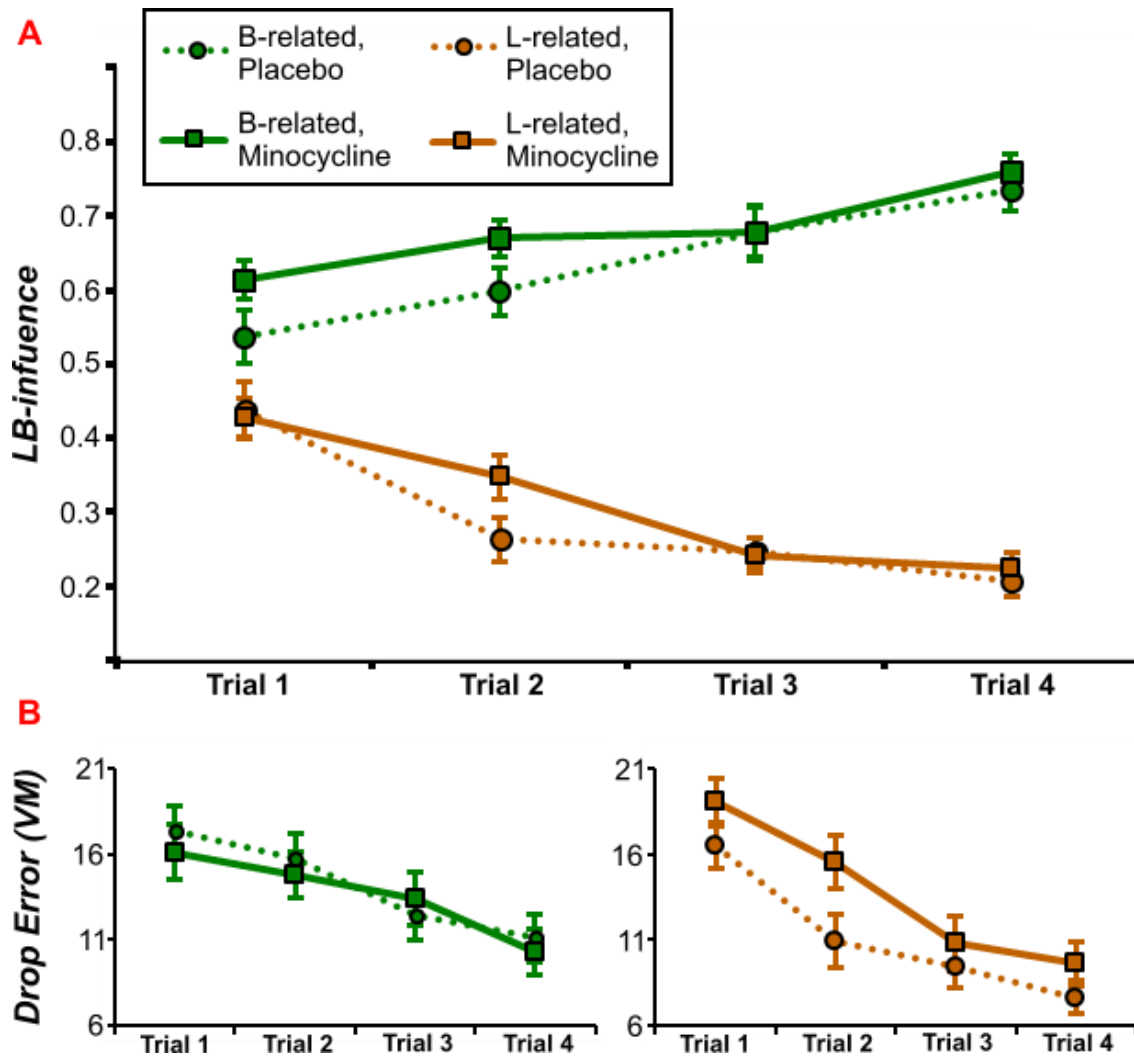 A
B-related,
Placebo
L-related,
Placebo
B-related,
Minocycline
L-related,
Minocycline
0.8
0.7
0.6
0.5
0.4
0.3
0.2
LB-infuence
Trial 1 Trial 2 Trial 3 Trial 4
B
Drop Error (VM)
21
16
11
6
Trial 1 Trial 2 Trial 3 Trial 4
21
16
11
6
Trial 1 Trial 2 Trial 3 Trial 4